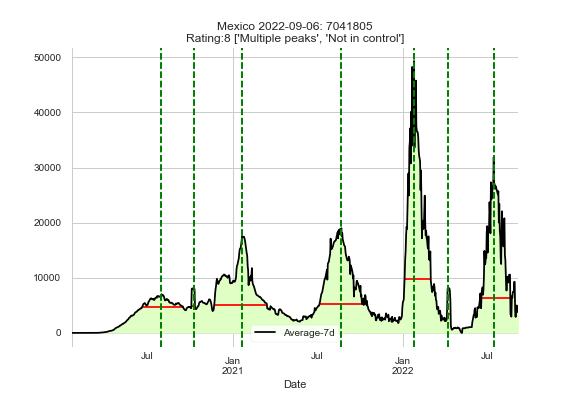 Mexico 2022-09-06: 7041805
Rating:8 ['Multiple peaks', 'Not in control']
50000
40000
30000
20000
10000
0
Average-7d
Jul
Jan
2021
Jul
Jan
2022
Jul
Date